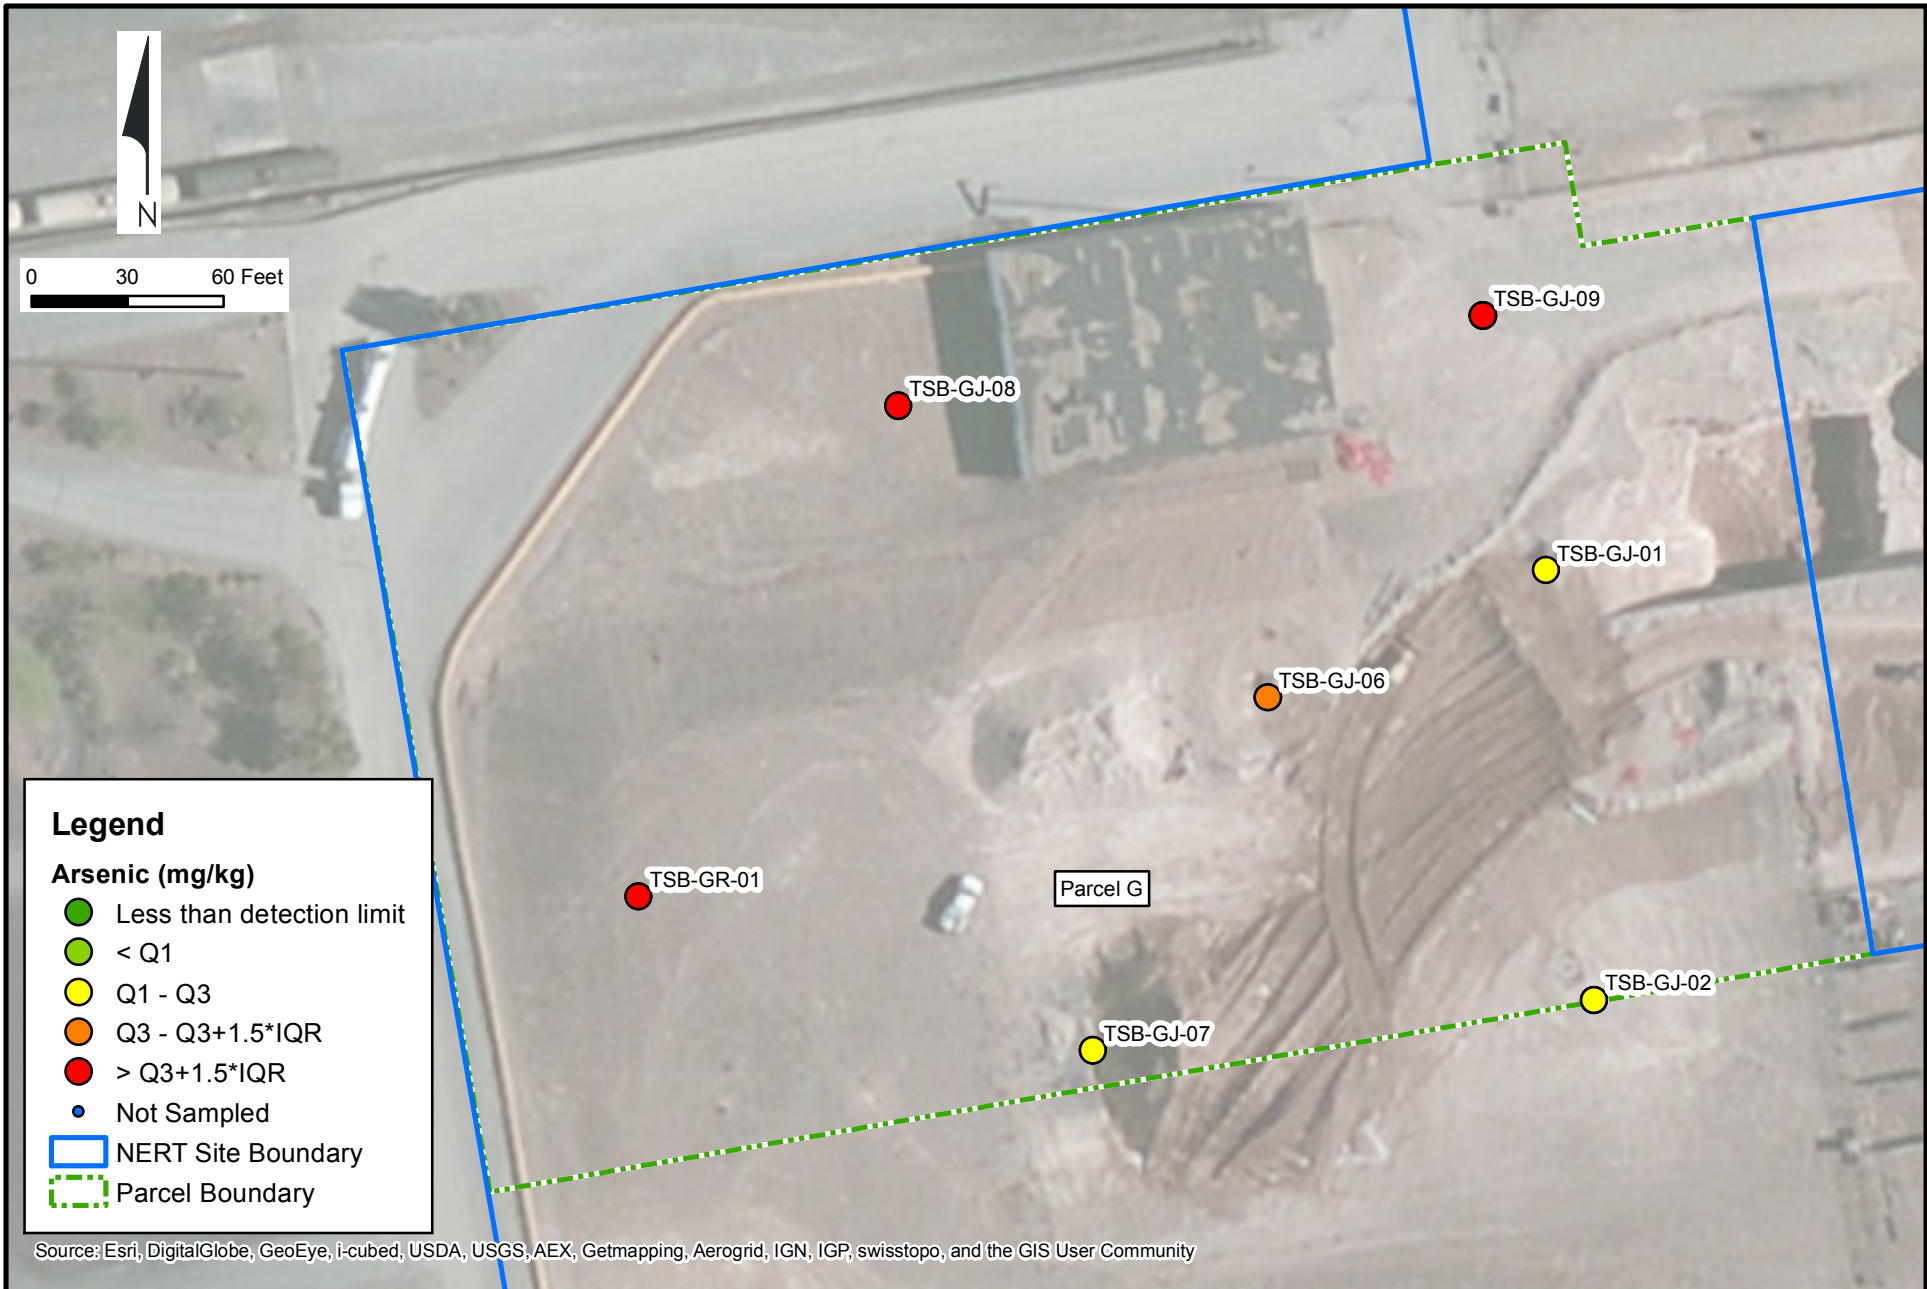 N
0 30 60 Feet
TSB-GJ-09
TSB-GJ-08
TSB-GJ-01
TSB-GJ-06
TSB-GR-01
Parcel G
TSB-GJ-02
TSB-GJ-07
Legend
Arsenic (mg/kg)
Less than detection limit
< Q1
Q1 - Q3
Q3 - Q3+1.5*IQR
> Q3+1.5*IQR
Not Sampled
NERT Site Boundary
Parcel Boundary
Source: Esri, DigitalGlobe, GeoEye, i-cubed, USDA, USGS, AEX, Getmapping, Aerogrid, IGN, IGP, swisstopo, and the GIS User Community